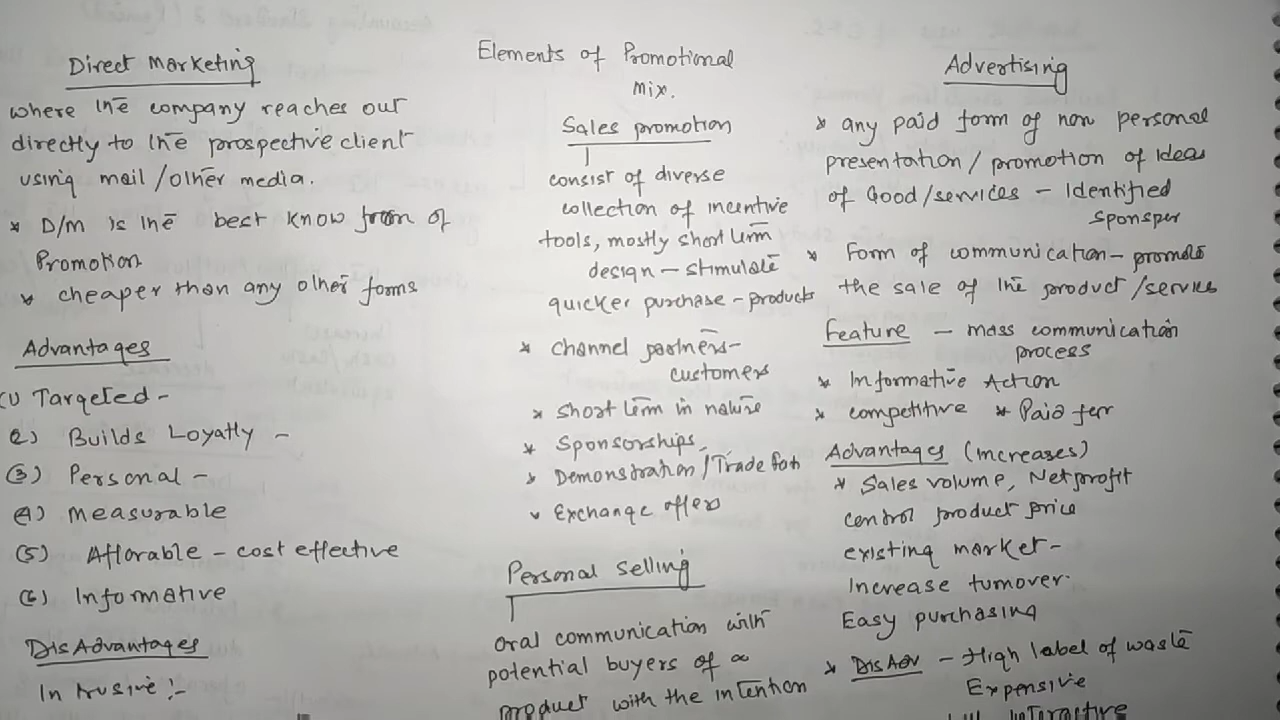 Elements of Promotional
Mix.
Direct Marketing
where the company reaches out
directly to the prospective client
using mail/other media.
* D/M is the best know from of
Promotion
* cheaper than any other forms
Advantages
(1) Targeted -
2) Builds Loyatly -
(3) Personal -
4) Measurable
(5) Afforable - cost effective
(6) Informative
DisAdvantages
Intrusive :-
Sales promotion
consist of diverse
collection of incentive
tools, mostly short term
design - stimulate
quicker purchase - products
* channel partners -
customers
* Short term in nature
* Sponsorships,
* Demonstration/Trade
* Exchange offers
Personal Selling
Oral communication with
potential buyers of a
product with the intention
Advertising
* any paid form of non personal
presentation/promotion of Ideas
of Good/services - Identified
Sponsper
* Form of communication - promote
the sale of the product/servies
Feature - mass communication
process
* Informative Action
* competitive * Paid
Advantages (increases)
* Sales volume, Net profit
control product price
existing market -
Increase turnover.
Easy purchasing
* DisAdv - High label of waste
Expensive
interactive